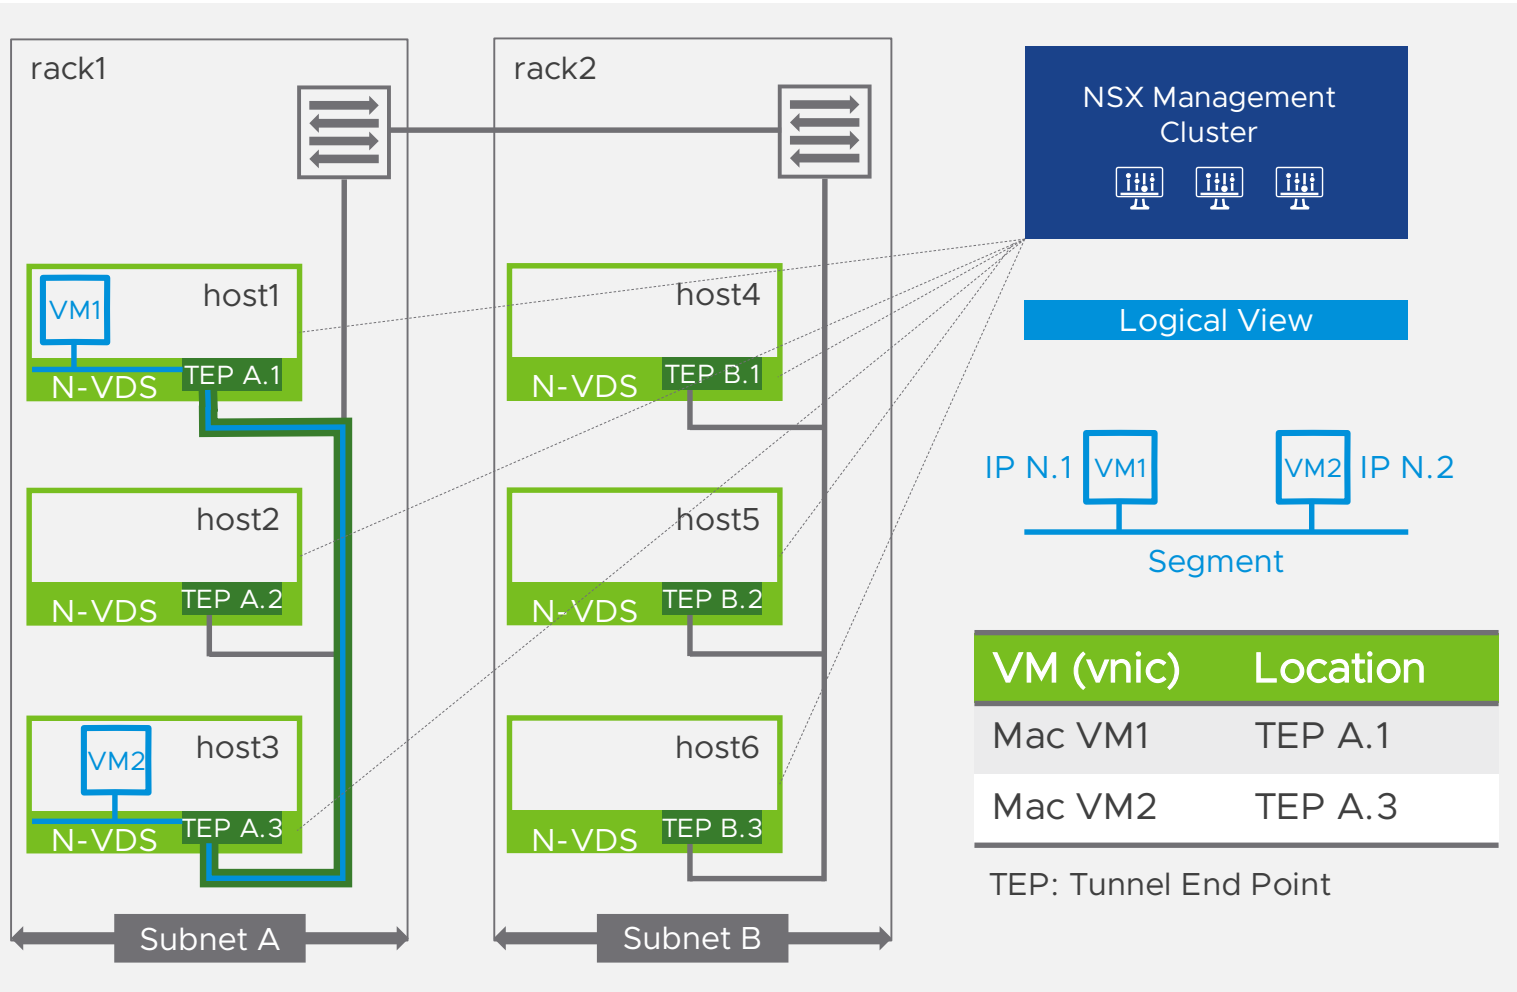 rack1
rack2
NSX Management
Cluster
VM1
host1
TEP A.1
N-VDS
host2
TEP A.2
N-VDS
VM2
host3
TEP A.3
N-VDS
Subnet A
host4
TEP B.1
N-VDS
host5
TEP B.2
N-VDS
host6
TEP B.3
N-VDS
Subnet B
Logical View
IP N.1 VM1 VM2 IP N.2
Segment
VM (vnic) Location
Mac VM1 TEP A.1
Mac VM2 TEP A.3
TEP: Tunnel End Point